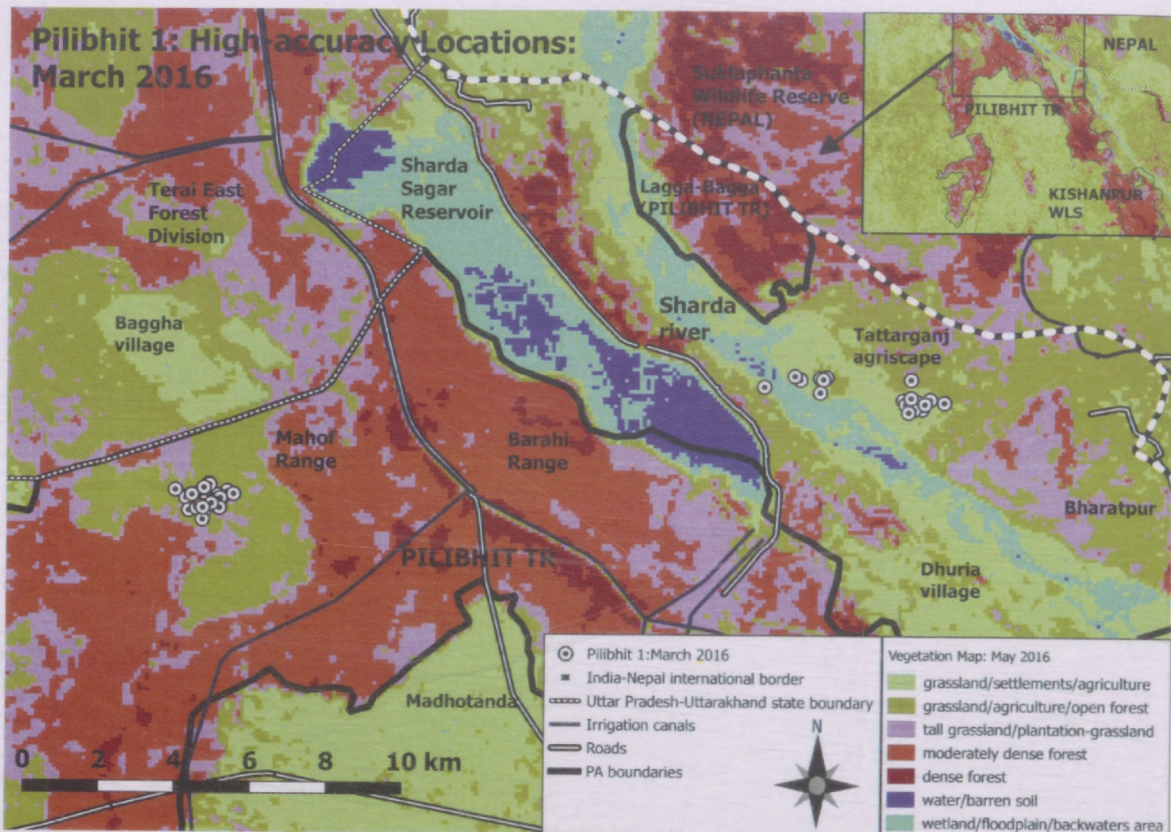 Pilibhit 1: High-accuracy Locations:
March 2016
Suklaphanta
Wildlife Reserve
(NEPAL)
NEPAL
PILIBHIT TR
KISHANPUR
WLS
Terai East
Forest
Division
Sharda
Sagar
Reservoir
Lagga-Bagga
(PILIBHIT TR)
Baggha
village
Sharda
river
Tattarganj
agriscape
Mahof
Range
Barahi
Range
Bharatpur
PILIBHIT TR
Dhuria
village
Madhotanda
0 2 4 6 8 10 km
Pilibhit 1:March 2016
India-Nepal international border
Uttar Pradesh-Uttarakhand state boundary
Irrigation canals
Roads
PA boundaries
N
Vegetation Map: May 2016
grassland/settlements/agriculture
grassland/agriculture/open forest
tall grassland/plantation-grassland
moderately dense forest
dense forest
water/barren soil
wetland/floodplain/backwaters area